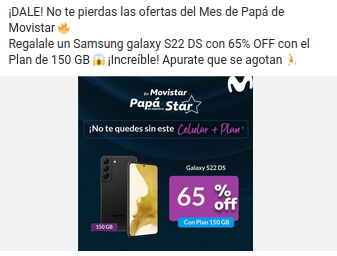 ¡DALE! No te pierdas las ofertas del Mes de Papá de
Movistar 🔥
Regalale un Samsung galaxy S22 DS con 65% OFF con el
Plan de 150 GB 😱 ¡Increíble! Apurate que se agotan 🏃
En Movistar
Papá
Star
¡No te quedes sin este Celular + Plan!
Galaxy S22 DS
65 %
off
150 GB
Con Plan 150 GB